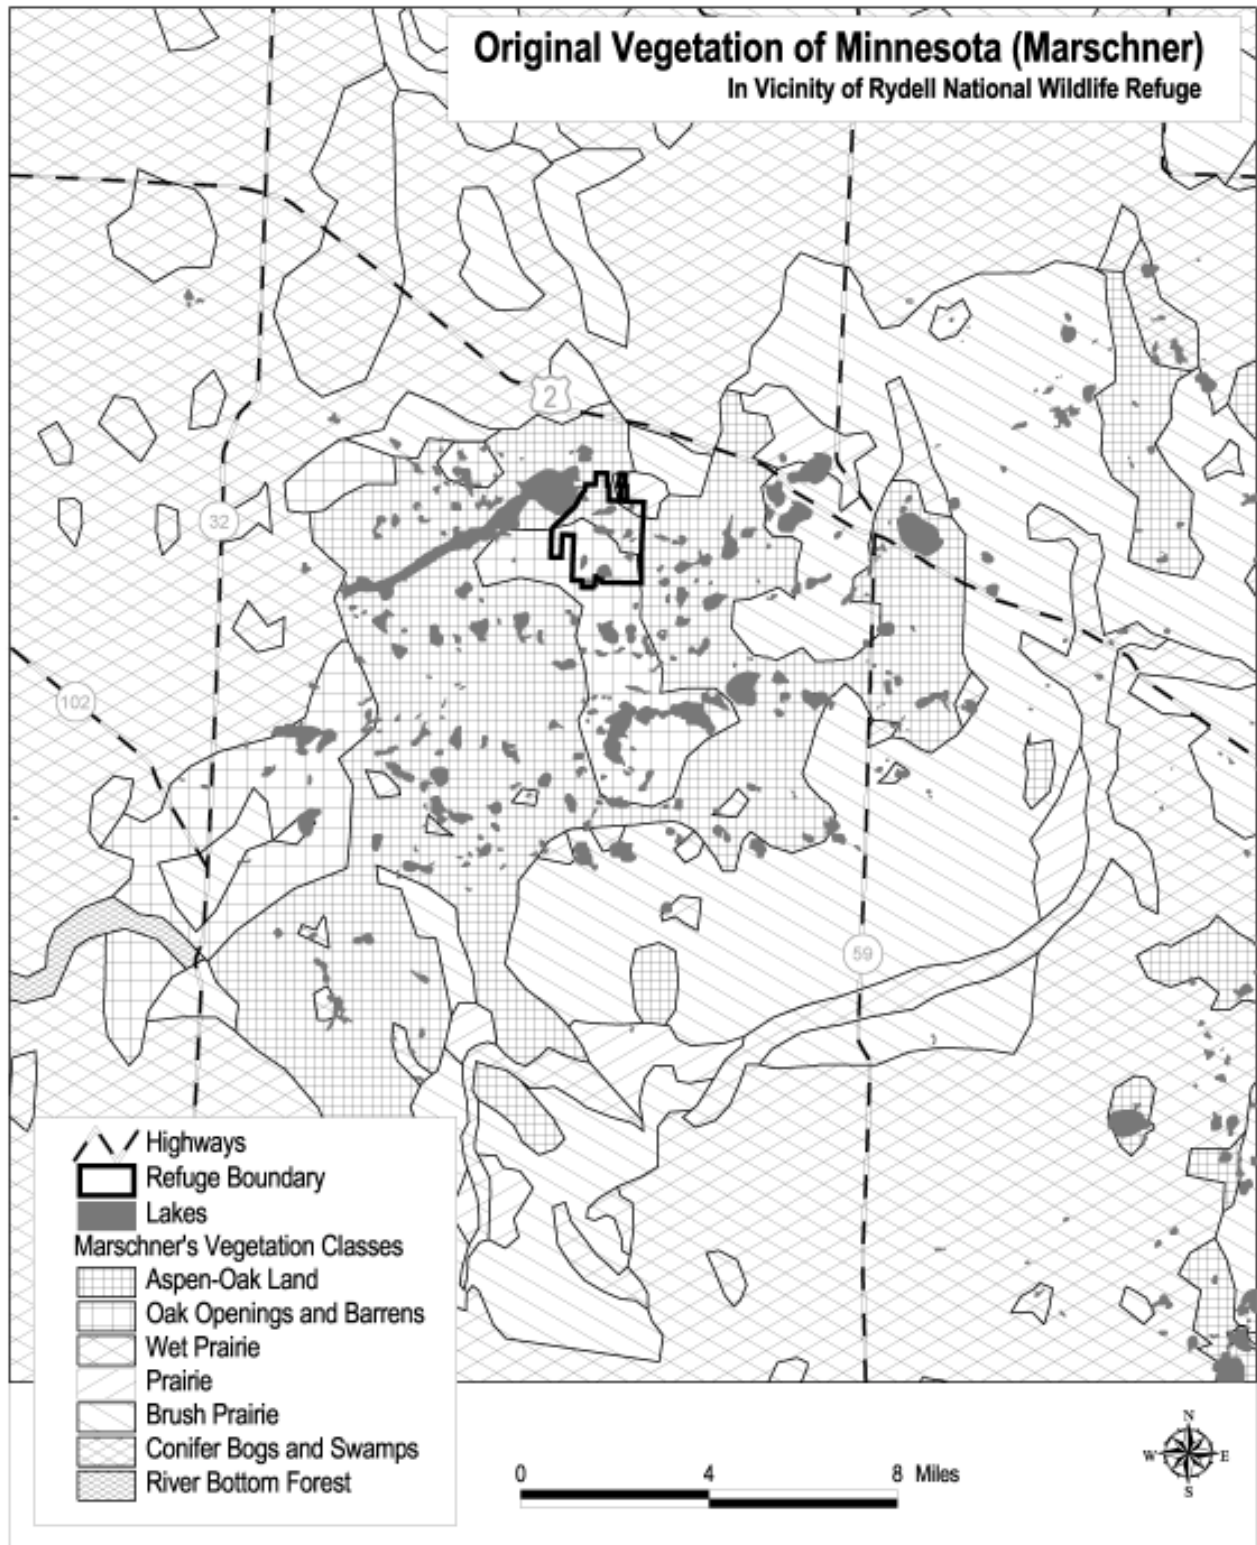 Original Vegetation of Minnesota (Marschner)
In Vicinity of Rydell National Wildlife Refuge
2
32
102
59
Highways
Refuge Boundary
Lakes
Marschner's Vegetation Classes
Aspen-Oak Land
Oak Openings and Barrens
Wet Prairie
Prairie
Brush Prairie
Conifer Bogs and Swamps
River Bottom Forest
0 4 8 Miles
N
W E
S